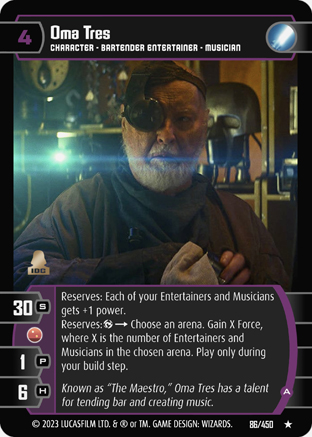 4
Oma Tres
CHARACTER • BARTENDER ENTERTAINER • MUSICIAN
IDC
30 S
1 P
6 H
Reserves: Each of your Entertainers and Musicians
gets +1 power.
Reserves: → Choose an arena. Gain X Force,
where X is the number of Entertainers and
Musicians in the chosen arena. Play only during
your build step.
Known as “The Maestro,” Oma Tres has a talent
for tending bar and creating music.
A
© 2023 LUCASFILM LTD. & ® or TM. GAME DESIGN: WIZARDS. 86/450 ★